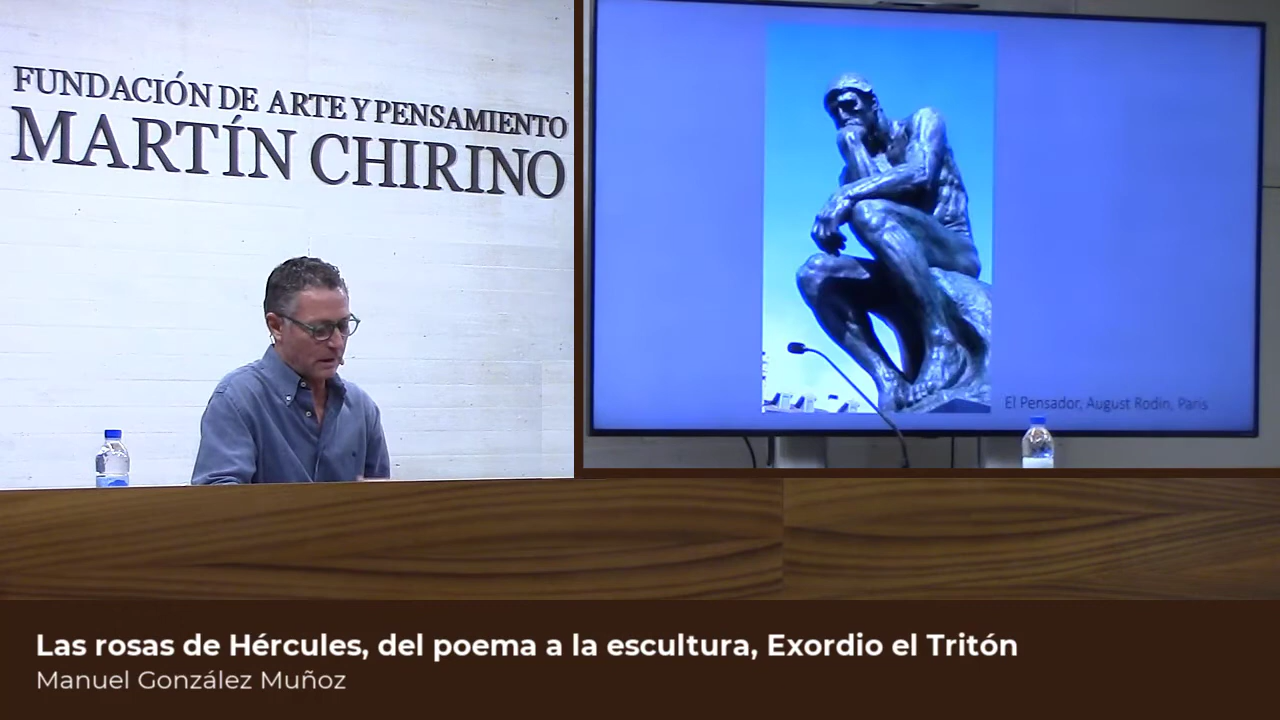 FUNDACIÓN DE ARTE Y PENSAMIENTO
MARTÍN CHIRINO
El Pensador, August Rodin, Paris
Las rosas de Hércules, del poema a la escultura, Exordio el Tritón
Manuel González Muñoz